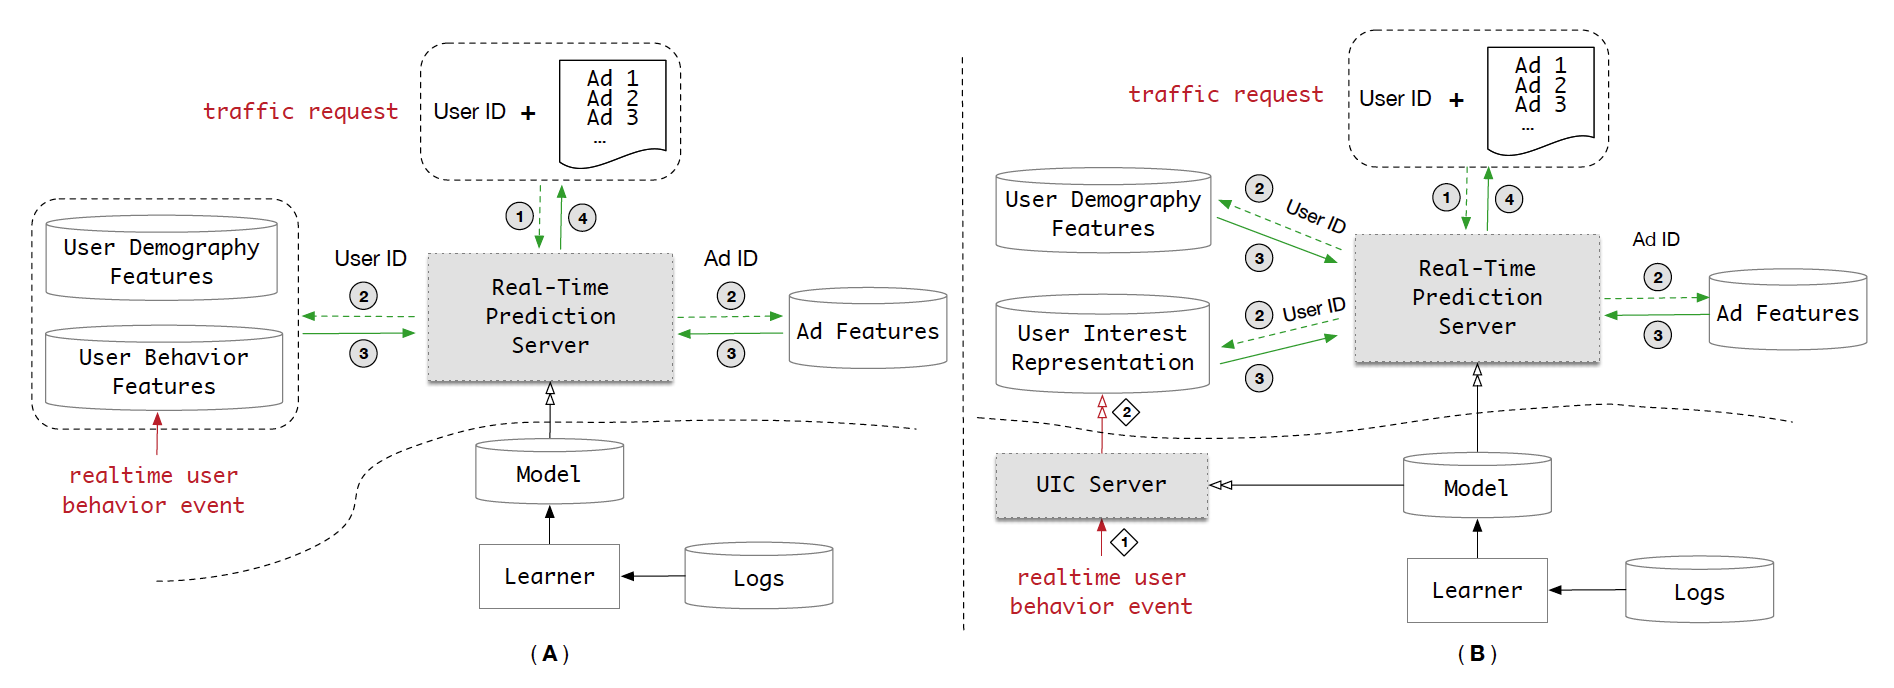 traffic request
User ID +
Ad 1
Ad 2
Ad 3
...
1
4
User Demography
Features
User Behavior
Features
User ID
2
3
Real-Time
Prediction
Server
Ad ID
2
3
Ad Features
realtime user
behavior event
Model
Learner
Logs
(A)
traffic request
User ID +
Ad 1
Ad 2
Ad 3
...
1
4
User Demography
Features
2
User ID
3
User Interest
Representation
2
User ID
3
Real-Time
Prediction
Server
Ad ID
2
3
Ad Features
2
UIC Server
1
realtime user
behavior event
Model
Learner
Logs
(B)